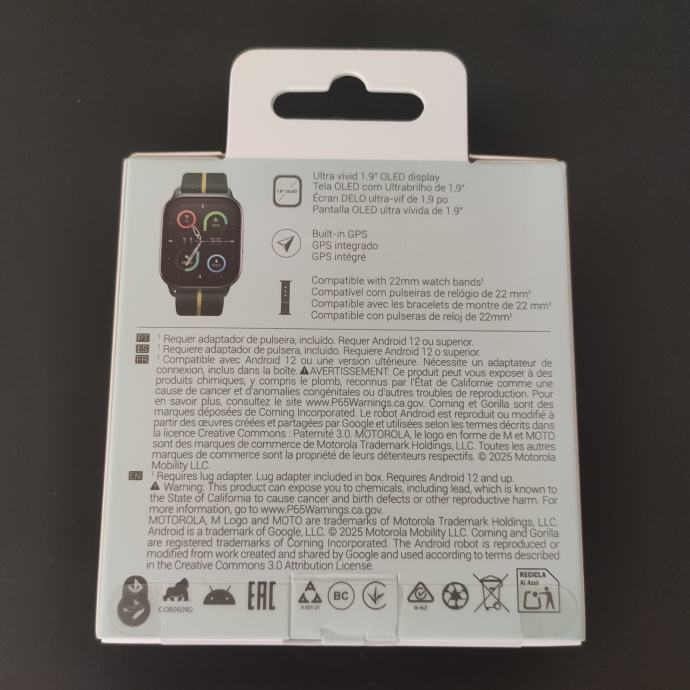 Ultra vivid 1.9" OLED display
Tela OLED com Ultrabrilho de 1,9"
Écran DELO ultra-vif de 1,9 po
Pantalla OLED ultra vívida de 1.9"
1.9" OLED
11 35
Built-in GPS
GPS integrado
GPS intégré
Compatible with 22mm watch bands¹
Compatível com pulseiras de relógio de 22 mm¹
Compatible avec les bracelets de montre de 22 mm¹
Compatible con pulseras de reloj de 22mm¹
PT ¹ Requer adaptador de pulseira, incluído. Requer Android 12 ou superior.
ES ¹ Requiere adaptador de pulsera, incluido. Requiere Android 12 o superior.
FR ¹ Compatible avec Android 12 ou une version ultérieure. Nécessite un adaptateur de
connexion, inclus dans la boîte. ⚠AVERTISSEMENT: Ce produit peut vous exposer à des
produits chimiques, y compris le plomb, reconnus par l'État de Californie comme une
cause de cancer et d'anomalies congénitales ou d'autres troubles de reproduction. Pour
en savoir plus, consultez le site www.P65Warnings.ca.gov. Corning et Gorilla sont des
marques déposées de Corning Incorporated. Le robot Android est reproduit ou modifié à
partir des œuvres créées et partagées par Google et utilisées selon les termes décrits dans
la licence Creative Commons : Paternité 3.0. MOTOROLA, le logo en forme de M et MOTO
sont des marques de commerce de Motorola Trademark Holdings, LLC. Toutes les autres
marques de commerce sont la propriété de leurs détenteurs respectifs. © 2025 Motorola
Mobility LLC.
EN ¹ Requires lug adapter. Lug adapter included in box. Requires Android 12 and up.
⚠ Warning: This product can expose you to chemicals, including lead, which is known to
the State of California to cause cancer and birth defects or other reproductive harm. For
more information, go to www.P65Warnings.ca.gov.
MOTOROLA, M Logo and MOTO are trademarks of Motorola Trademark Holdings, LLC.
Android is a trademark of Google, LLC. © 2025 Motorola Mobility LLC. Corning and Gorilla
are registered trademarks of Corning Incorporated. The Android robot is reproduced or
modified from work created and shared by Google and used according to terms described
in the Creative Commons 3.0 Attribution License.
CORNING
EAC
BC
R-NZ
RECICLA
Al Azul